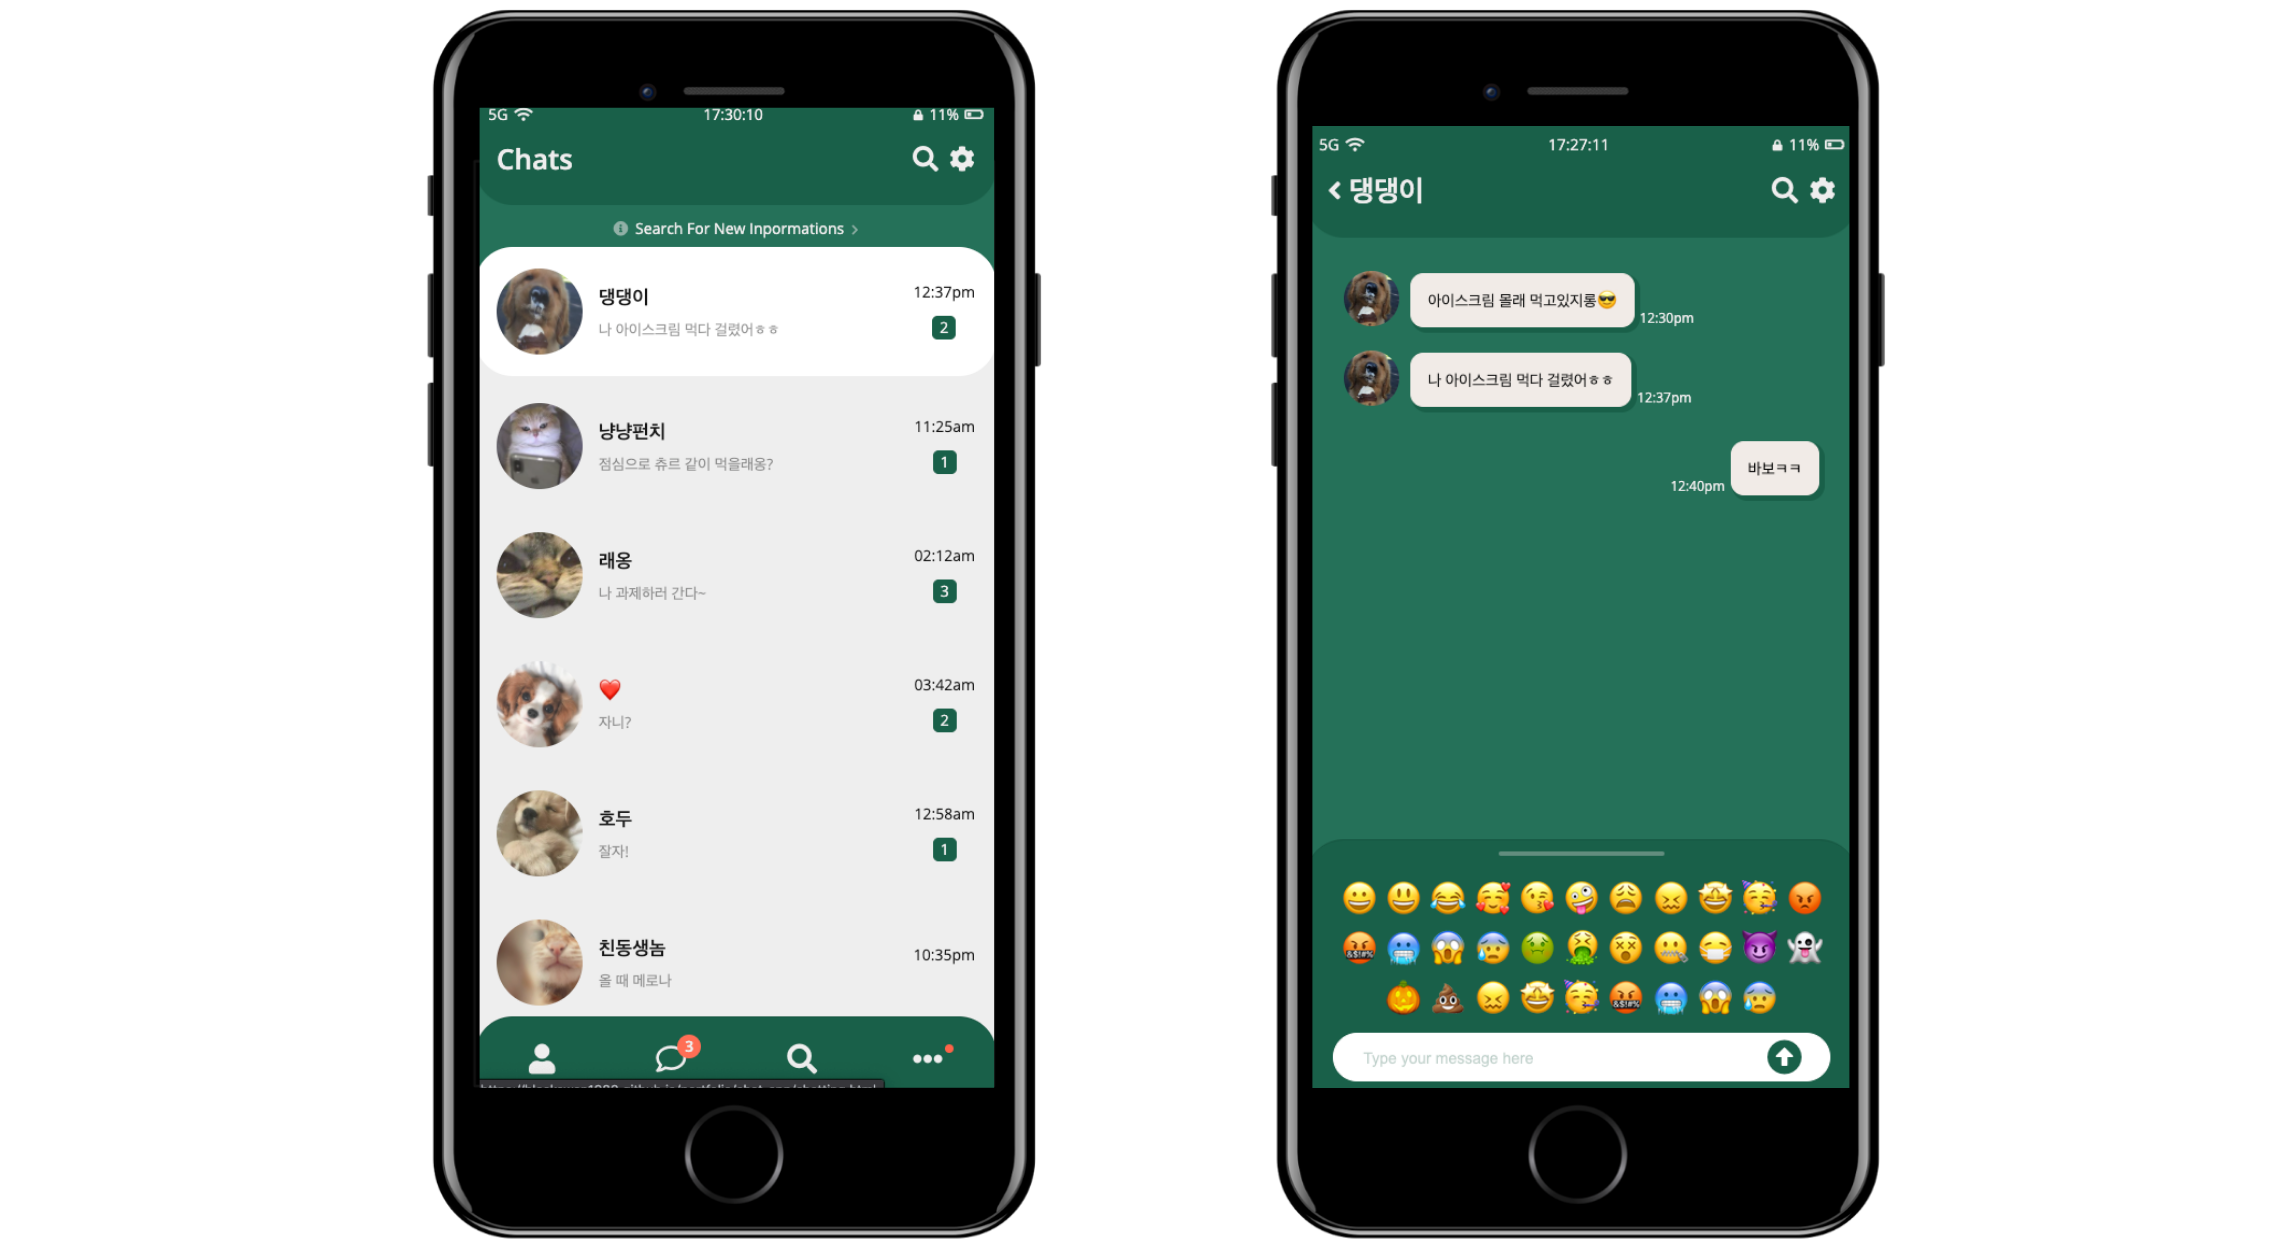 5G 17:30:10 11%
Chats
Search For New Inpormations
댕댕이 12:37pm
나 아이스크림 먹다 걸렸어ㅎㅎ 2
냥냥펀치 11:25am
점심으로 츄르 같이 먹을래옹? 1
래옹 02:12am
나 과제하러 간다~ 3
❤️ 03:42am
자니? 2
호두 12:58am
잘자! 1
친동생놈 10:35pm
올 때 메로나
3
5G 17:27:11 11%
댕댕이
아이스크림 몰래 먹고있지롱😎 12:30pm
나 아이스크림 먹다 걸렸어ㅎㅎ 12:37pm
12:40pm 바보ㅋㅋ
Type your message here